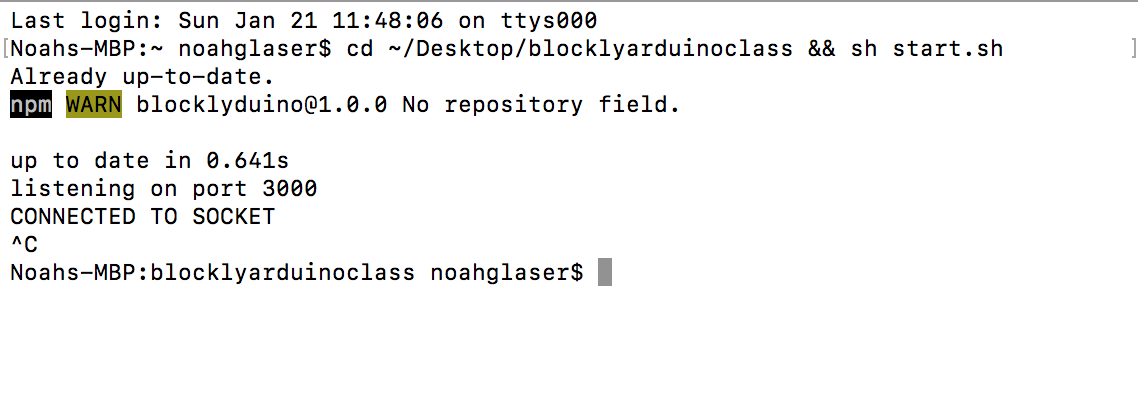 Last login: Sun Jan 21 11:48:06 on ttys000
[Noahs-MBP:~ noahglaser$ cd ~/Desktop/blocklyarduinoclass && sh start.sh ]
Already up-to-date.
npm WARN blocklyduino@1.0.0 No repository field.
up to date in 0.641s
listening on port 3000
CONNECTED TO SOCKET
^C
Noahs-MBP:blocklyarduinoclass noahglaser$